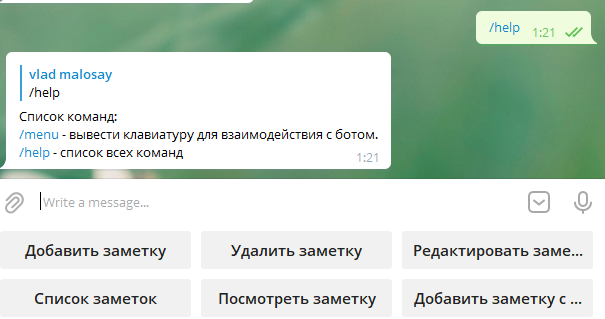 /help 1:21
vlad malosay
/help
Список команд:
/menu - вывести клавиатуру для взаимодействия с ботом.
/help - список всех команд
1:21
Write a message...
Добавить заметку Удалить заметку Редактировать заме...
Список заметок Посмотреть заметку Добавить заметку с ...